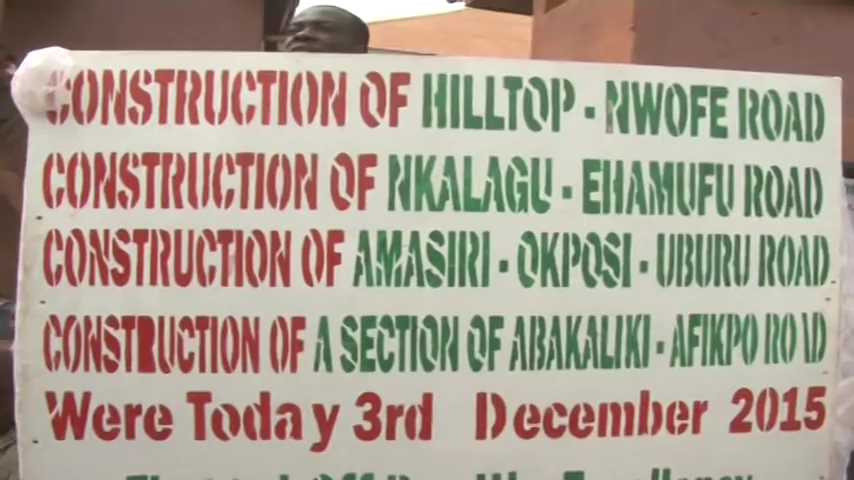 CONSTRUCTION OF HILLTOP - NWOFE ROAD
CONSTRUCTION OF NKALAGU - EHAMUFU ROAD
CONSTRUCTION OF AMASIRI - OKPOSI - UBURU ROAD
CONSTRUCTION OF A SECTION OF ABAKALIKI - AFIKPO ROAD
Were Today 3rd December 2015